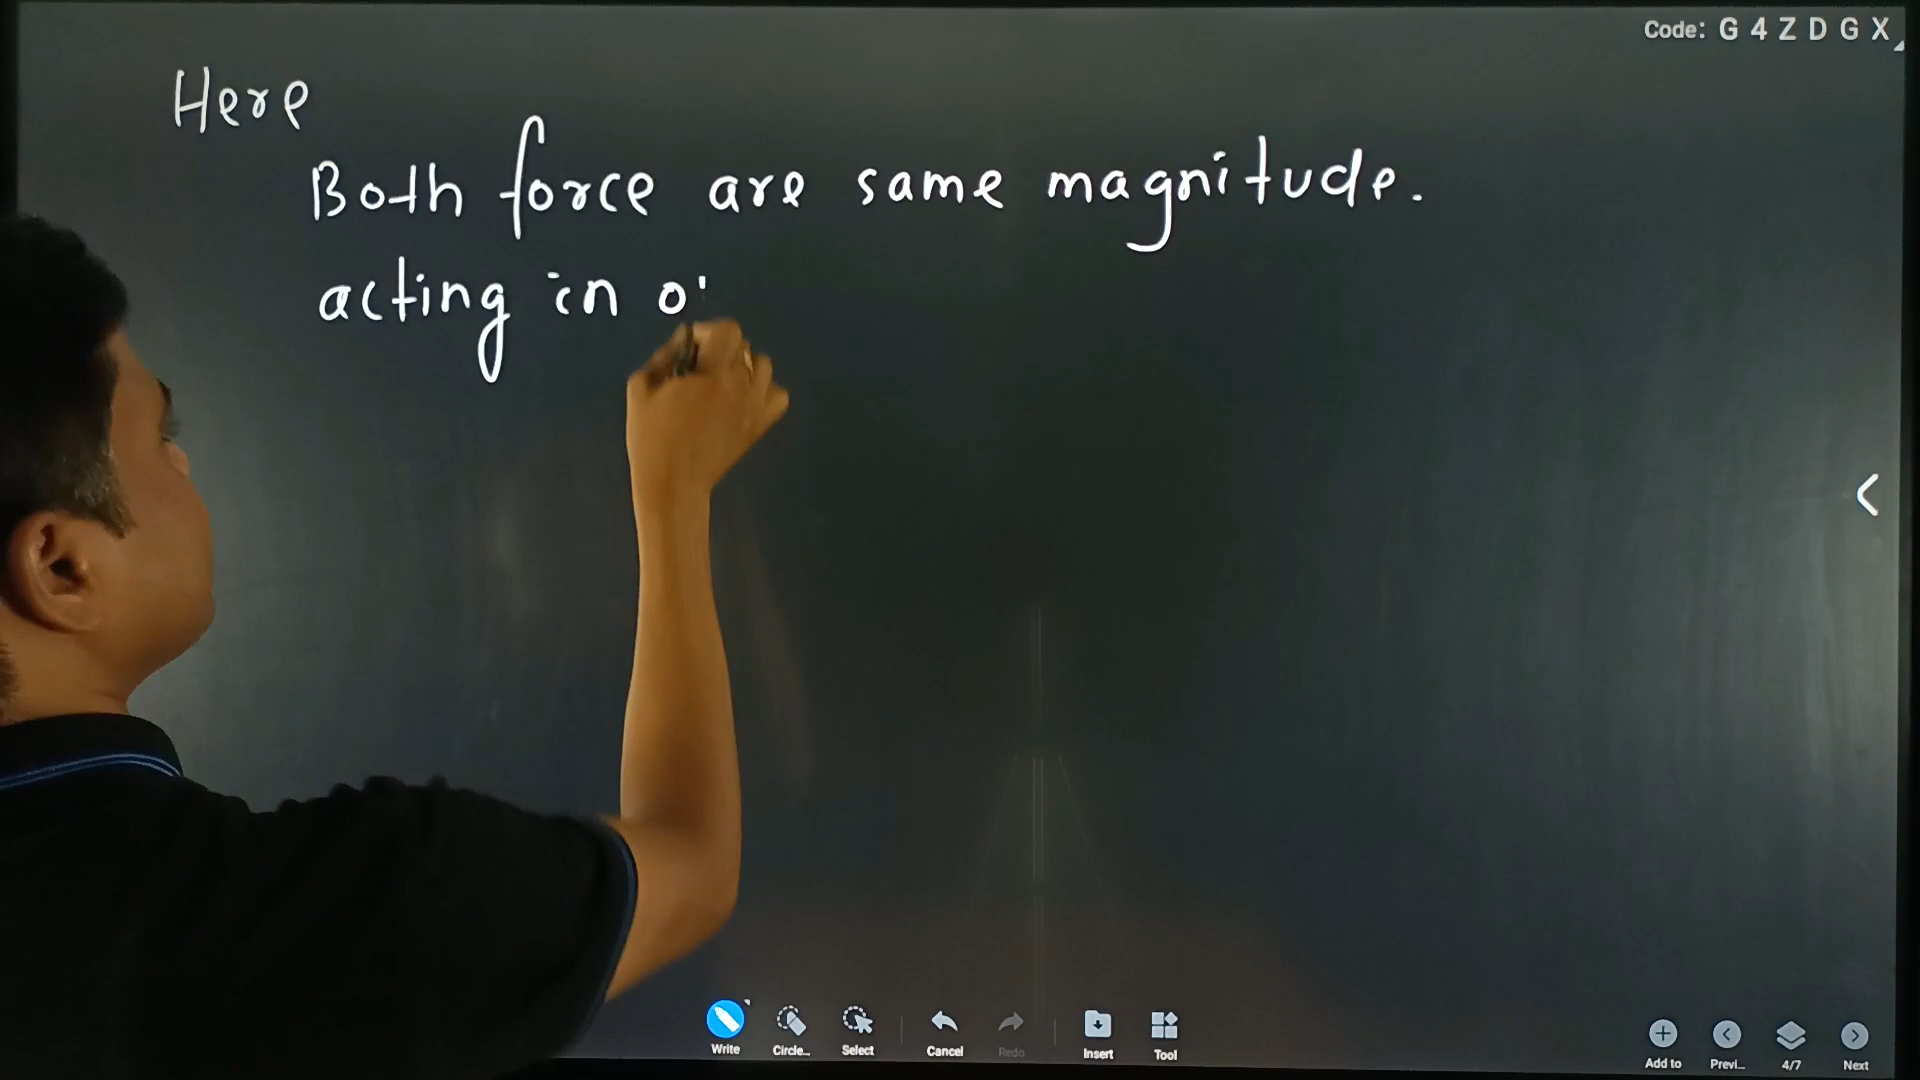 Code: G 4 Z D G X
Here
Both force are same magnitude.
acting in
Write
Circle...
Select
Cancel
Redo
Insert
Tool
Add to
Previ...
4/7
Next